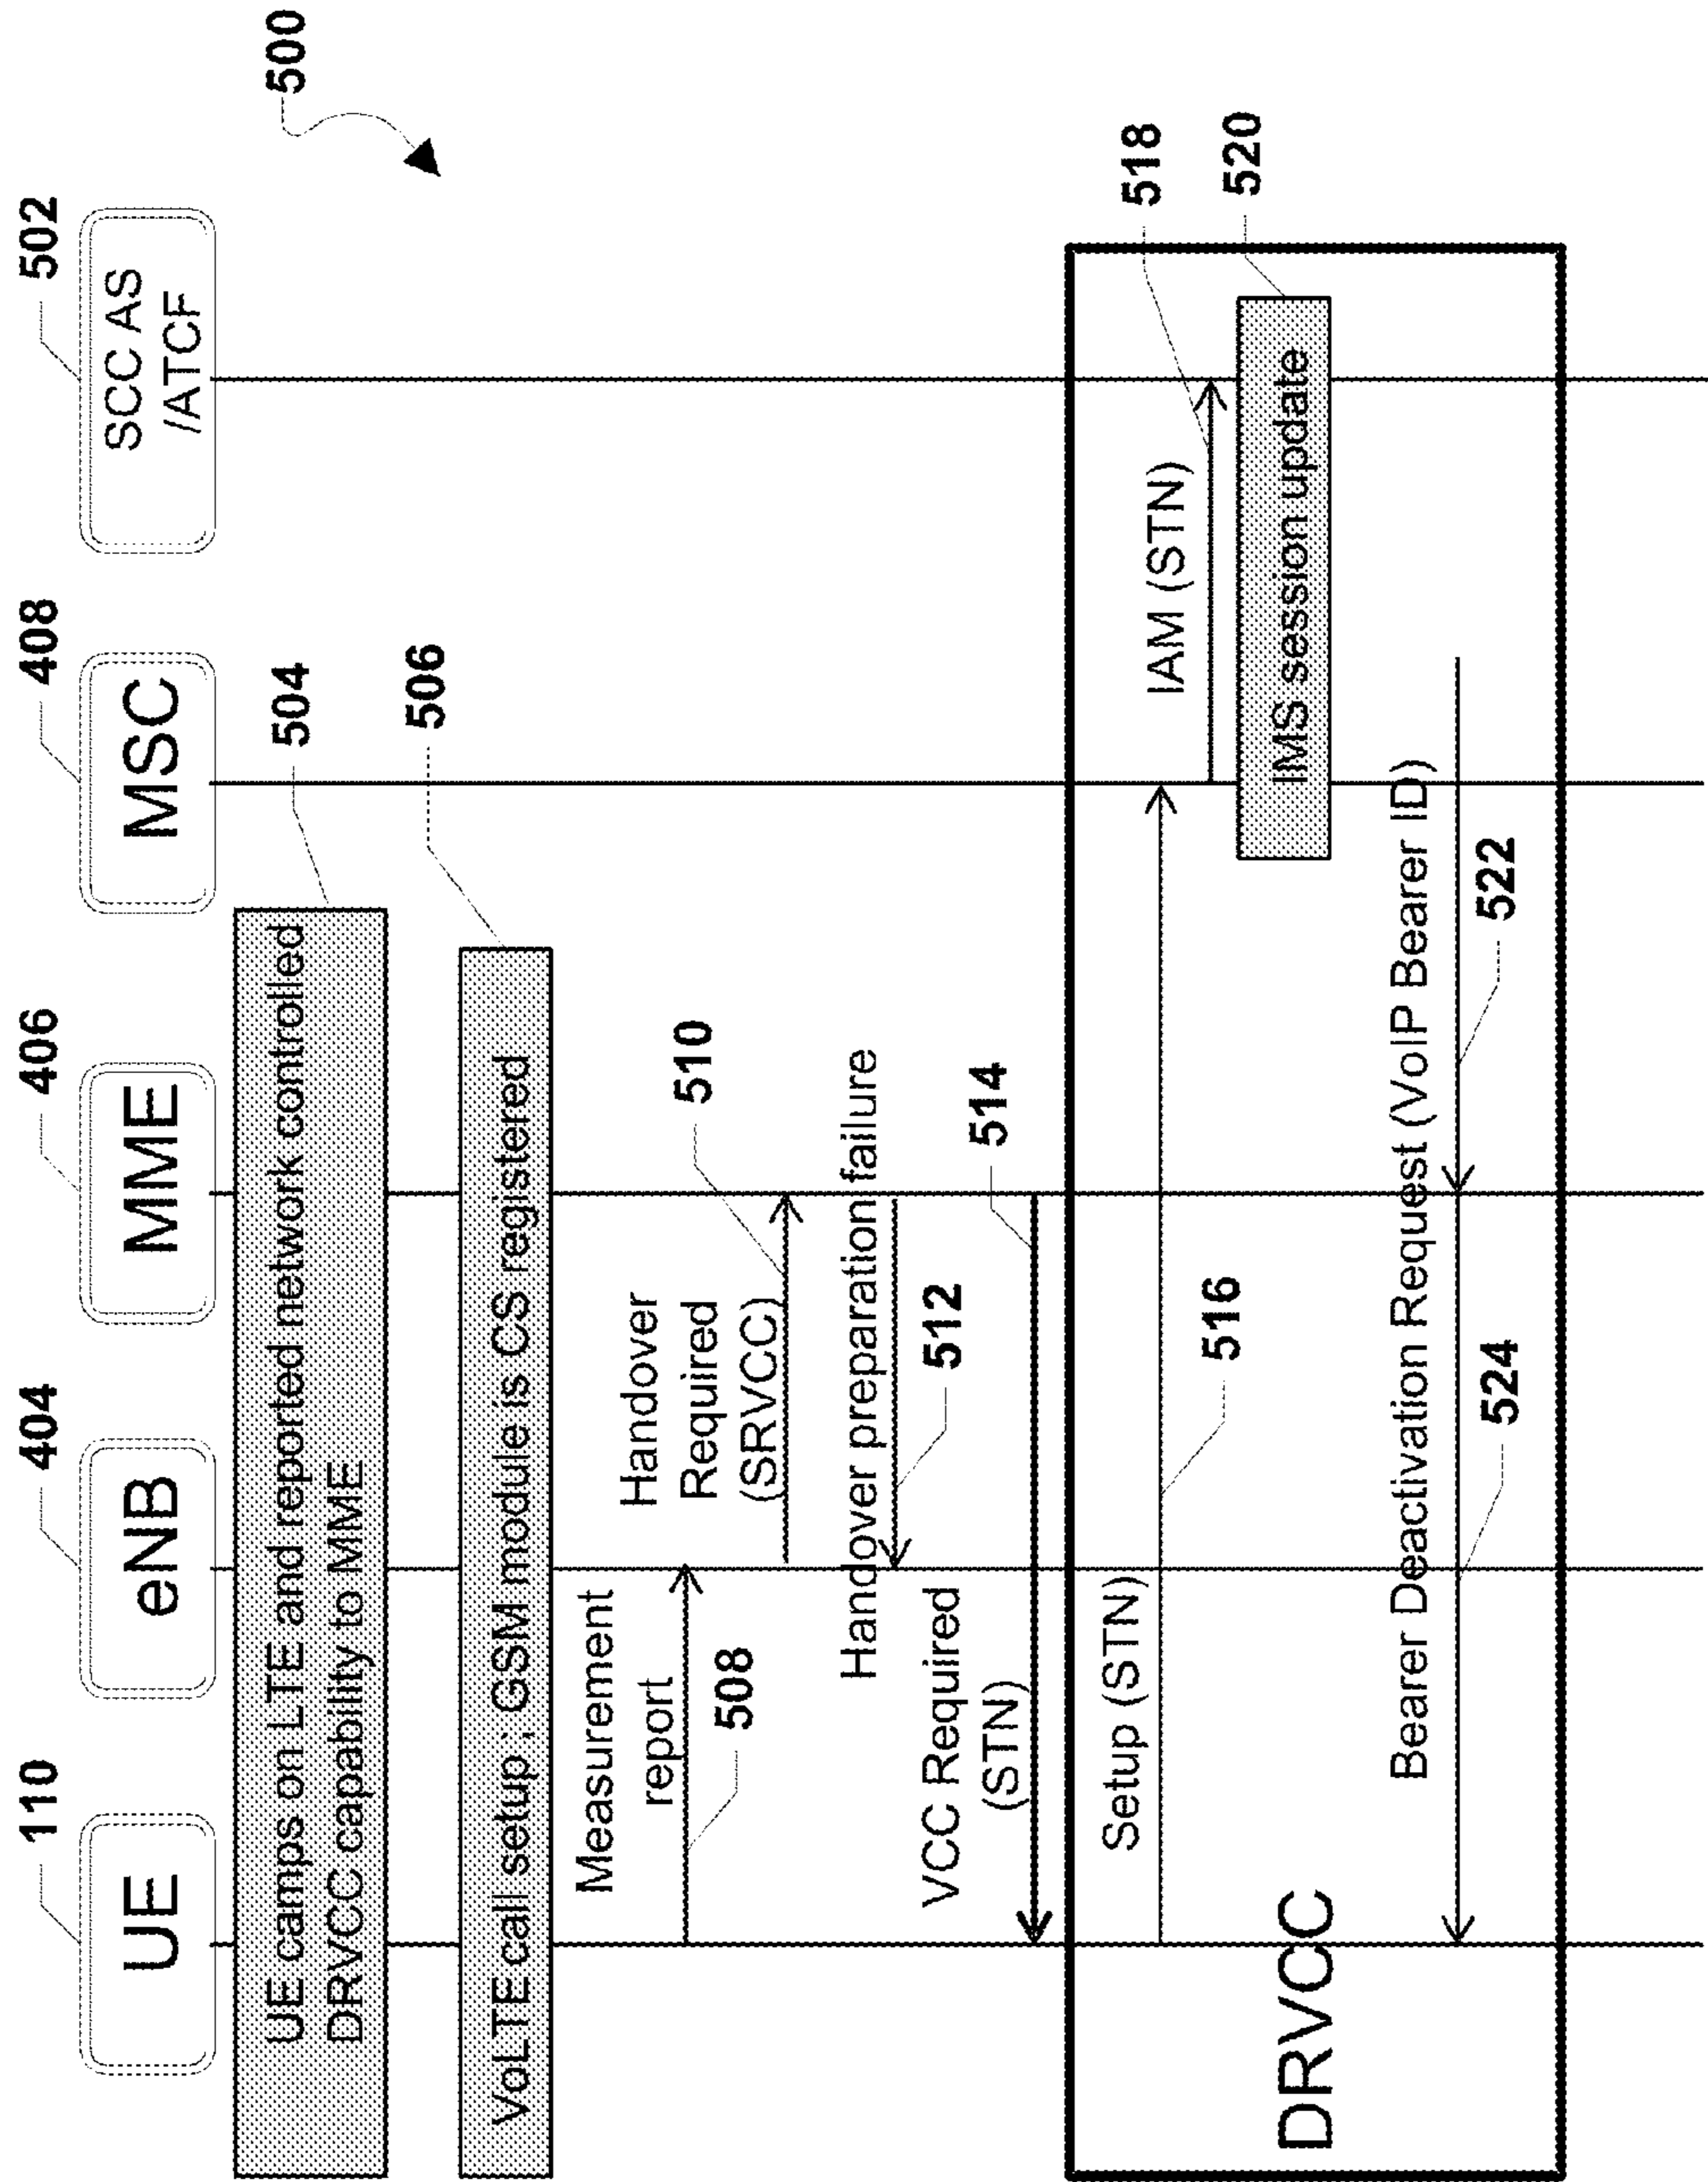 500
110
404
406
408
502
UE
eNB
MME
MSC
SCC AS
/ATCF
UE camps on LTE and reported network controlled
DRVCC capability to MME
504
VoLTE call setup ; GSM module is CS registered
506
Measurement
report
508
Handover
Required
(SRVCC)
510
Handover preparation failure
512
VCC Required
(STN)
514
DRVCC
Setup (STN)
516
IAM (STN)
518
IMS session update
520
Bearer Deactivation Request (VoIP Bearer ID)
522
524